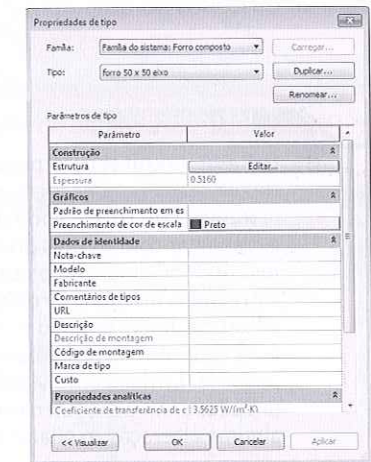 Propriedades de tipo
Família: Família do sistema: Forro composto Carregar...
Tipo: forro 50 x 50 eixo Duplicar...
Renomear...
Parâmetros de tipo
Parâmetro Valor
Construção
Estrutura Editar...
Espessura 0.5160
Gráficos
Padrão de preenchimento em es
Preenchimento de cor de escala Preto
Dados de identidade
Nota-chave
Modelo
Fabricante
Comentários de tipos
URL
Descrição
Descrição de montagem
Código de montagem
Marca de tipo
Custo
Propriedades analíticas
Coeficiente de transferência de c 3.5625 W/(m²·K)
<< Visualizar OK Cancelar Aplicar